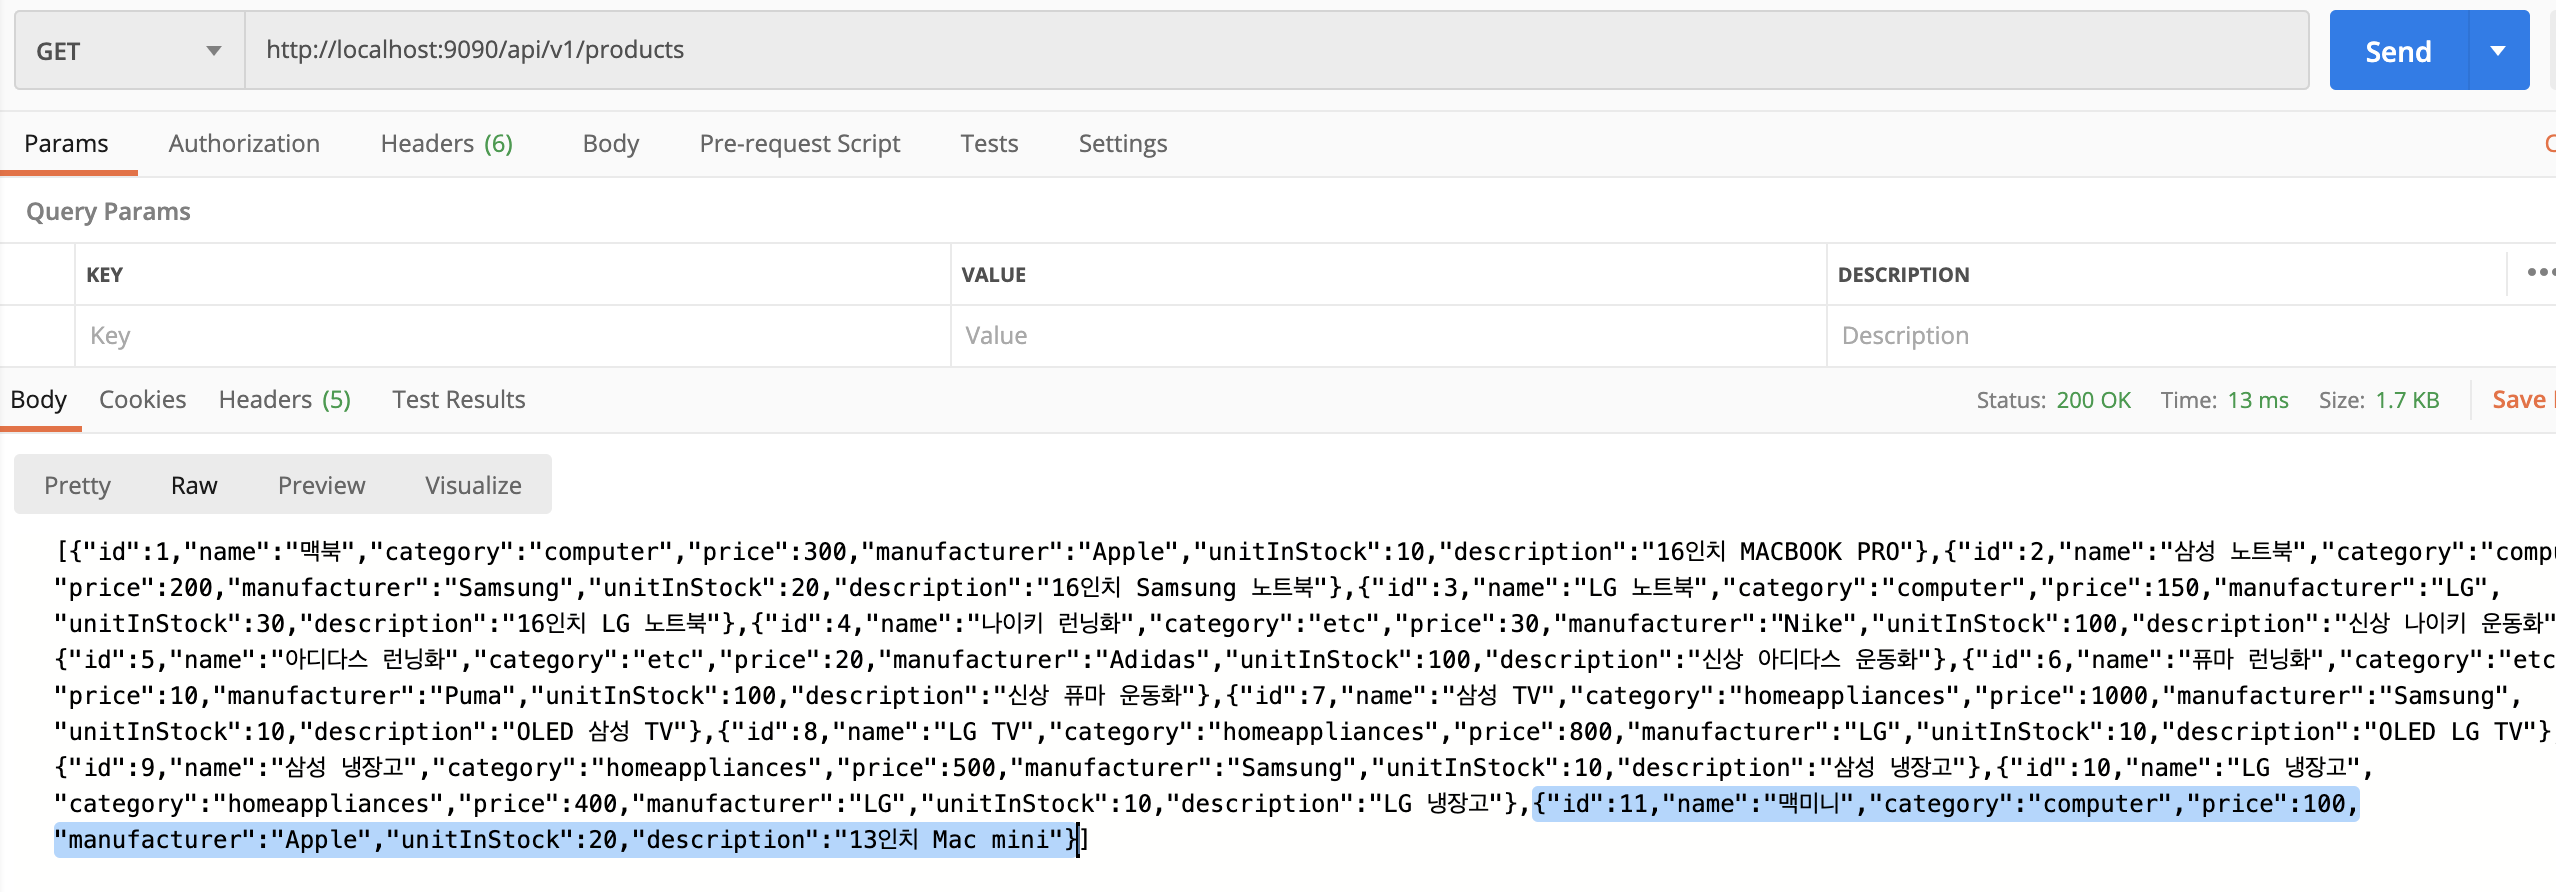 GET http://localhost:9090/api/v1/products Send
Params Authorization Headers (6) Body Pre-request Script Tests Settings
Query Params
KEY VALUE DESCRIPTION
Key Value Description
Body Cookies Headers (5) Test Results Status: 200 OK Time: 13 ms Size: 1.7 KB Save
Pretty Raw Preview Visualize
[{"id":1,"name":"맥북","category":"computer","price":300,"manufacturer":"Apple","unitInStock":10,"description":"16인치 MACBOOK PRO"},{"id":2,"name":"삼성 노트북","category":"comp
"price":200,"manufacturer":"Samsung","unitInStock":20,"description":"16인치 Samsung 노트북"},{"id":3,"name":"LG 노트북","category":"computer","price":150,"manufacturer":"LG",
"unitInStock":30,"description":"16인치 LG 노트북"},{"id":4,"name":"나이키 런닝화","category":"etc","price":30,"manufacturer":"Nike","unitInStock":100,"description":"신상 나이키 운동화"
{"id":5,"name":"아디다스 런닝화","category":"etc","price":20,"manufacturer":"Adidas","unitInStock":100,"description":"신상 아디다스 운동화"},{"id":6,"name":"퓨마 런닝화","category":"etc
"price":10,"manufacturer":"Puma","unitInStock":100,"description":"신상 퓨마 운동화"},{"id":7,"name":"삼성 TV","category":"homeappliances","price":1000,"manufacturer":"Samsung",
"unitInStock":10,"description":"OLED 삼성 TV"},{"id":8,"name":"LG TV","category":"homeappliances","price":800,"manufacturer":"LG","unitInStock":10,"description":"OLED LG TV"}
{"id":9,"name":"삼성 냉장고","category":"homeappliances","price":500,"manufacturer":"Samsung","unitInStock":10,"description":"삼성 냉장고"},{"id":10,"name":"LG 냉장고",
"category":"homeappliances","price":400,"manufacturer":"LG","unitInStock":10,"description":"LG 냉장고"},{"id":11,"name":"맥미니","category":"computer","price":100,
"manufacturer":"Apple","unitInStock":20,"description":"13인치 Mac mini"}]